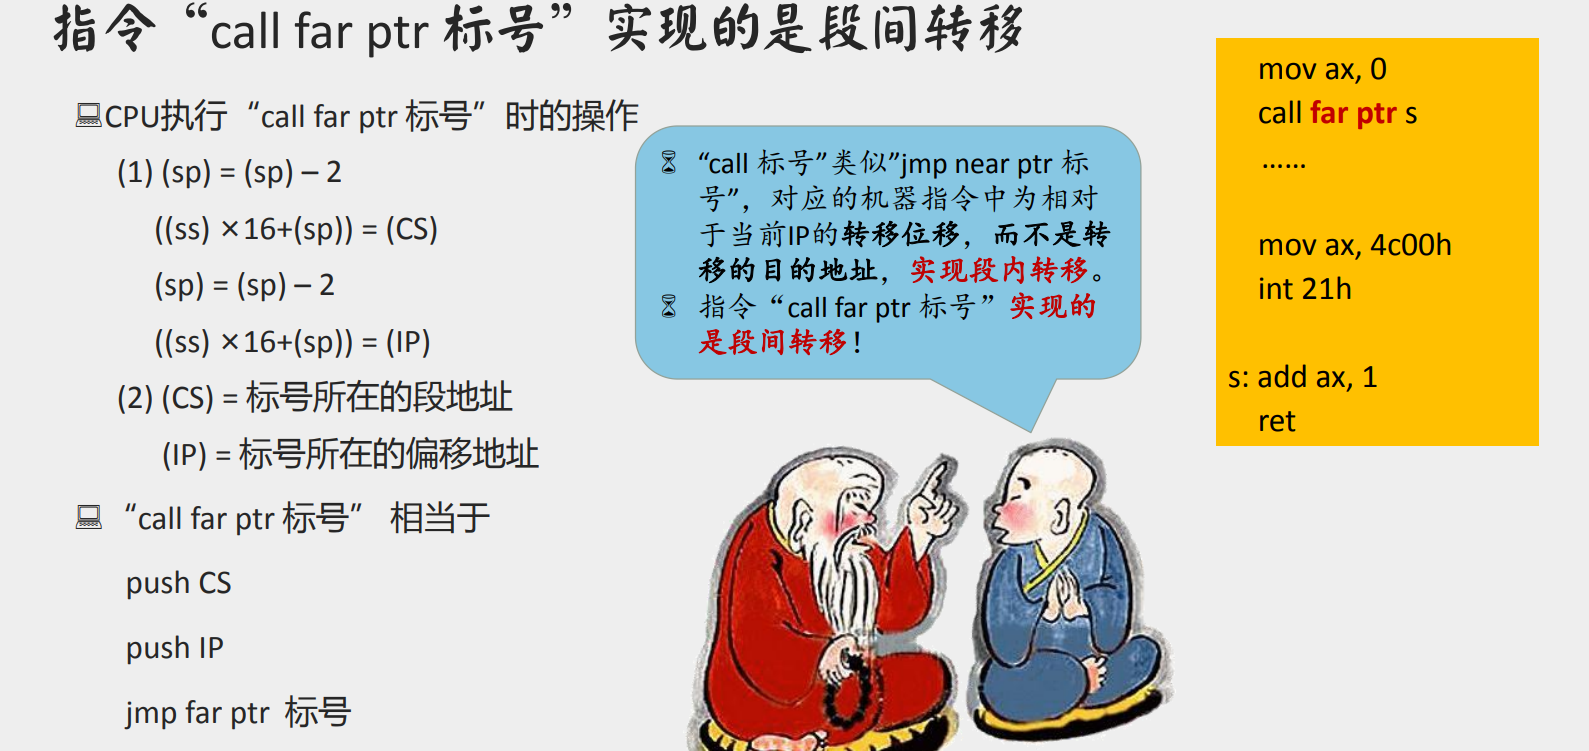 指令“call far ptr 标号”实现的是段间转移
CPU执行“call far ptr 标号”时的操作
(1) (sp) = (sp) – 2
((ss) ×16+(sp)) = (CS)
(sp) = (sp) – 2
((ss) ×16+(sp)) = (IP)
(2) (CS) = 标号所在的段地址
(IP) = 标号所在的偏移地址
“call far ptr 标号” 相当于
push CS
push IP
jmp far ptr 标号
“call 标号”类似”jmp near ptr 标
号”，对应的机器指令中为相对
于当前IP的转移位移，而不是转
移的目的地址，实现段内转移。
指令“call far ptr 标号”实现的
是段间转移！
mov ax, 0
call far ptr s
……
mov ax, 4c00h
int 21h
s: add ax, 1
ret